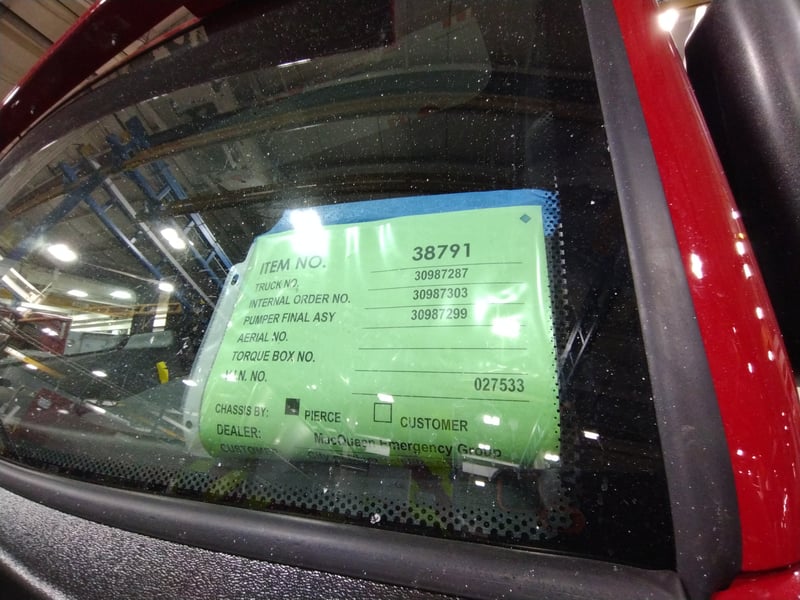 ITEM NO. 38791
TRUCK NO. 30987287
INTERNAL ORDER NO. 30987303
PUMPER FINAL ASY 30987299
AERIAL NO.
TORQUE BOX NO.
V.I.N. NO. 027533
CHASSIS BY: PIERCE CUSTOMER
DEALER: MacQueen Emergency Group